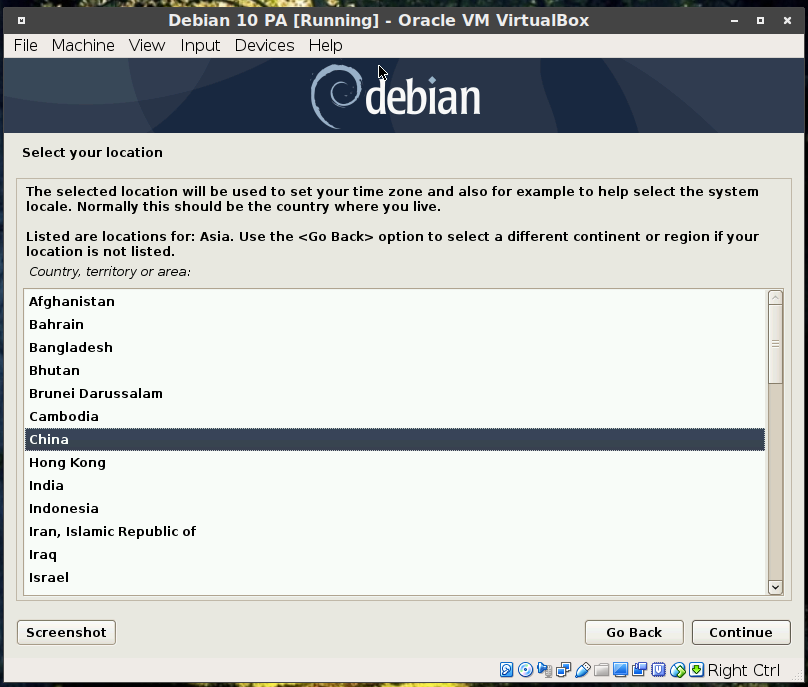 Debian 10 PA [Running] - Oracle VM VirtualBox
File Machine View Input Devices Help
debian
Select your location
The selected location will be used to set your time zone and also for example to help select the system
locale. Normally this should be the country where you live.
Listed are locations for: Asia. Use the <Go Back> option to select a different continent or region if your
location is not listed.
Country, territory or area:
Afghanistan
Bahrain
Bangladesh
Bhutan
Brunei Darussalam
Cambodia
China
Hong Kong
India
Indonesia
Iran, Islamic Republic of
Iraq
Israel
Screenshot Go Back Continue
Right Ctrl